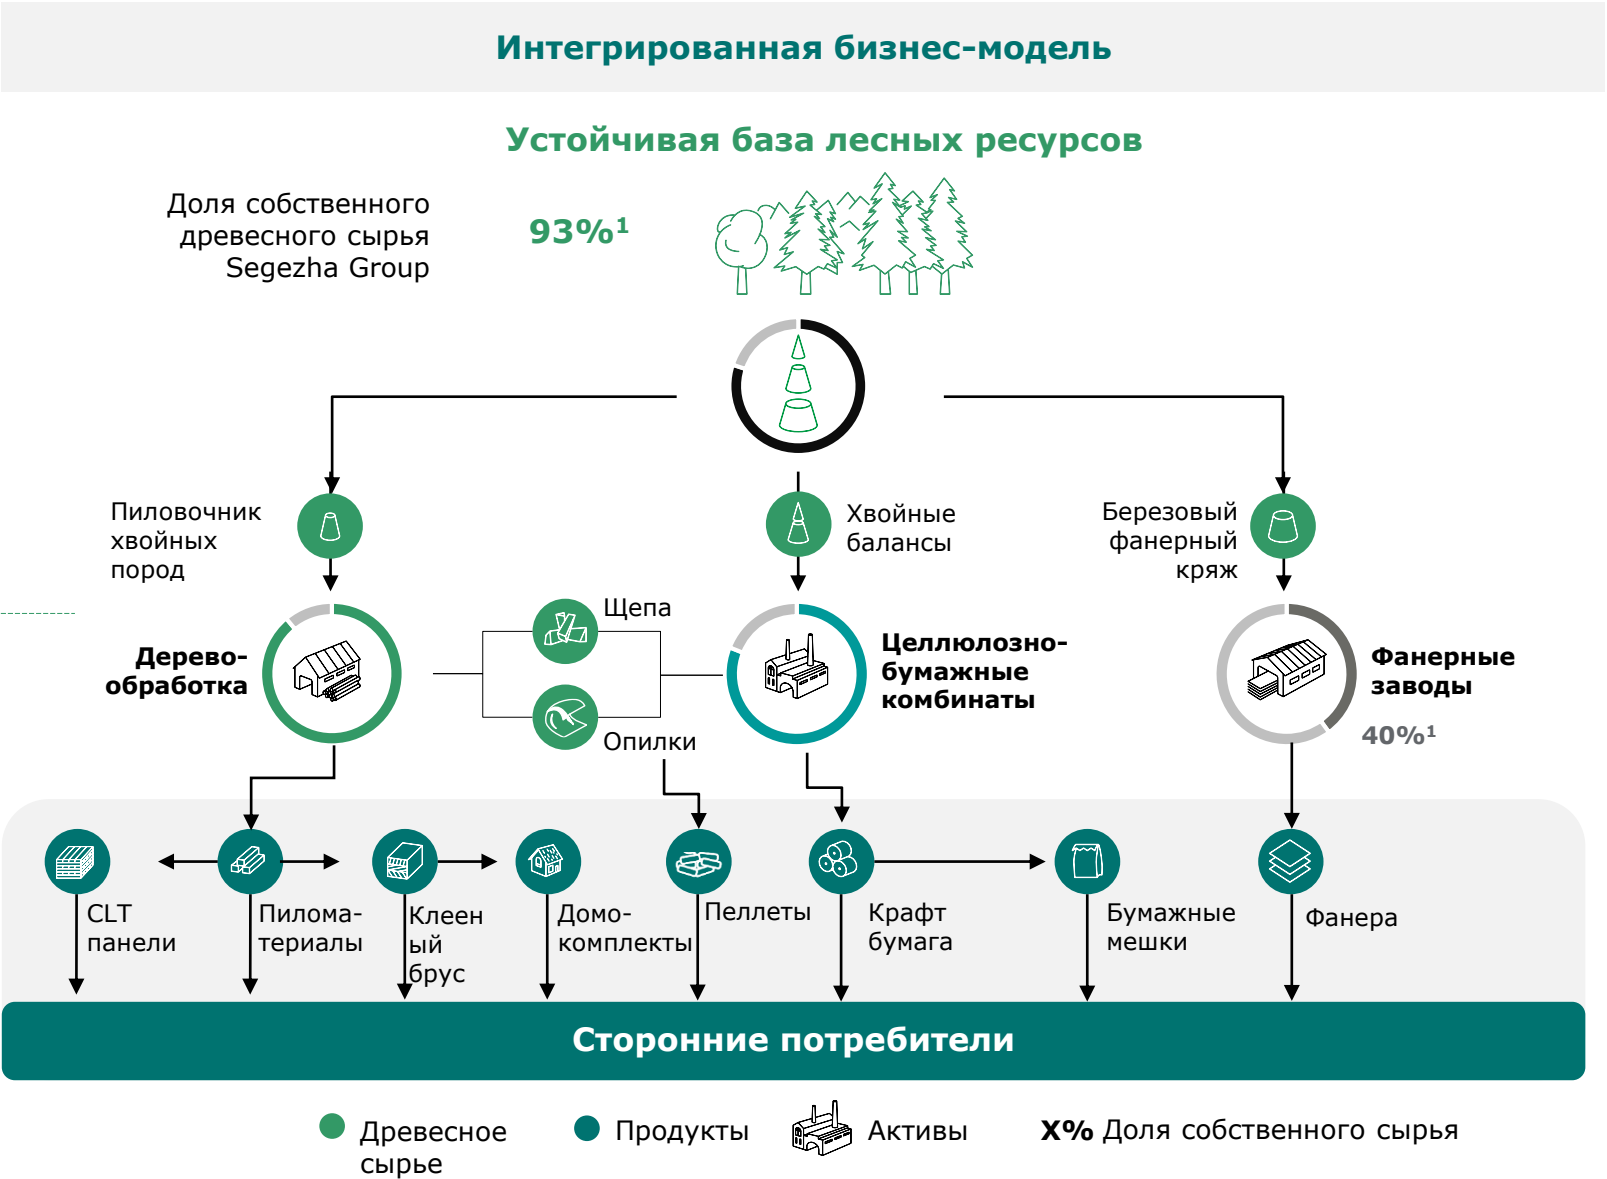 Интегрированная бизнес-модель
Устойчивая база лесных ресурсов
Доля собственного
древесного сырья
Segezha Group
93%¹
Пиловочник
хвойных
пород
Хвойные
балансы
Березовый
фанерный
кряж
Щепа
Опилки
Дерево-
обработка
Целлюлозно-
бумажные
комбинаты
Фанерные
заводы
40%¹
CLT
панели
Пилома-
териалы
Клеен
ый
брус
Домо-
комплекты
Пеллеты
Крафт
бумага
Бумажные
мешки
Фанера
Сторонние потребители
Древесное
сырье
Продукты
Активы
X% Доля собственного сырья